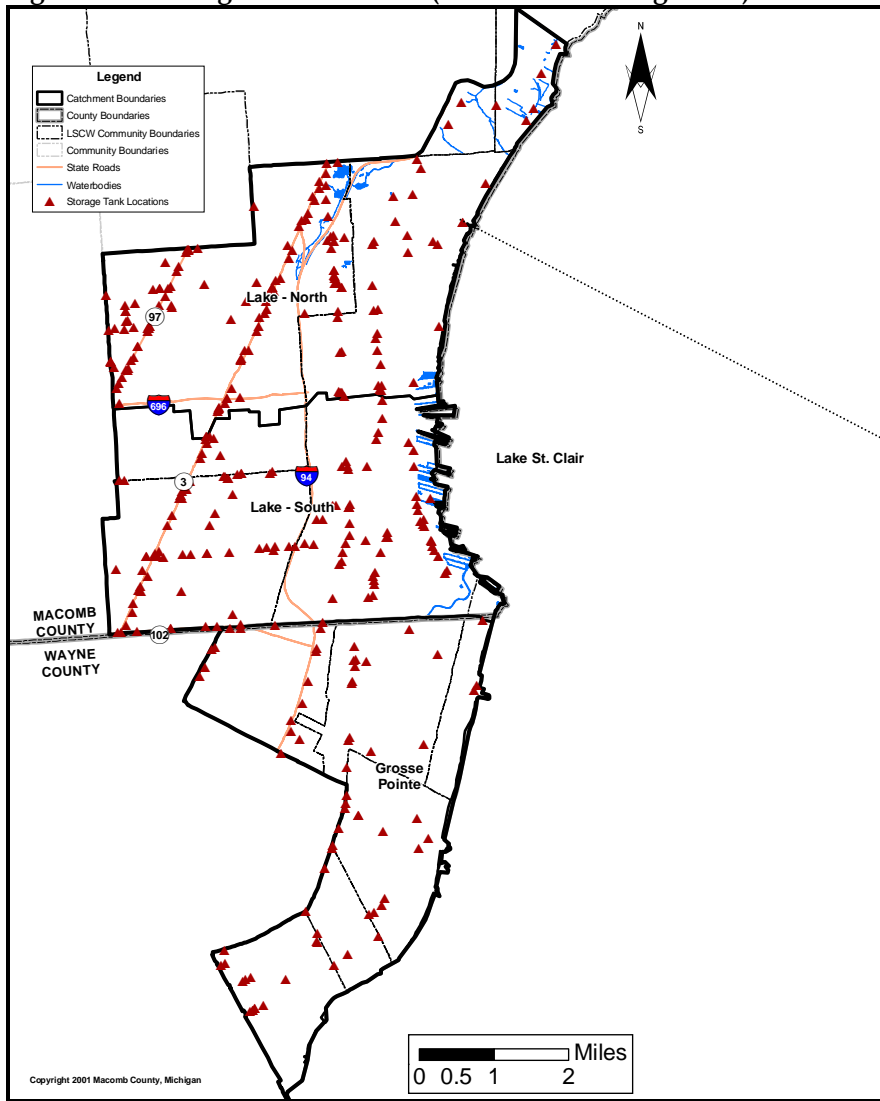 N
S
Legend
Catchment Boundaries
County Boundaries
LSCW Community Boundaries
Community Boundaries
State Roads
Waterbodies
Storage Tank Locations
Lake - North
97
696
Lake St. Clair
3
94
Lake - South
MACOMB
COUNTY
102
WAYNE
COUNTY
Grosse
Pointe
Miles
0 0.5 1 2
Copyright 2001 Macomb County, Michigan